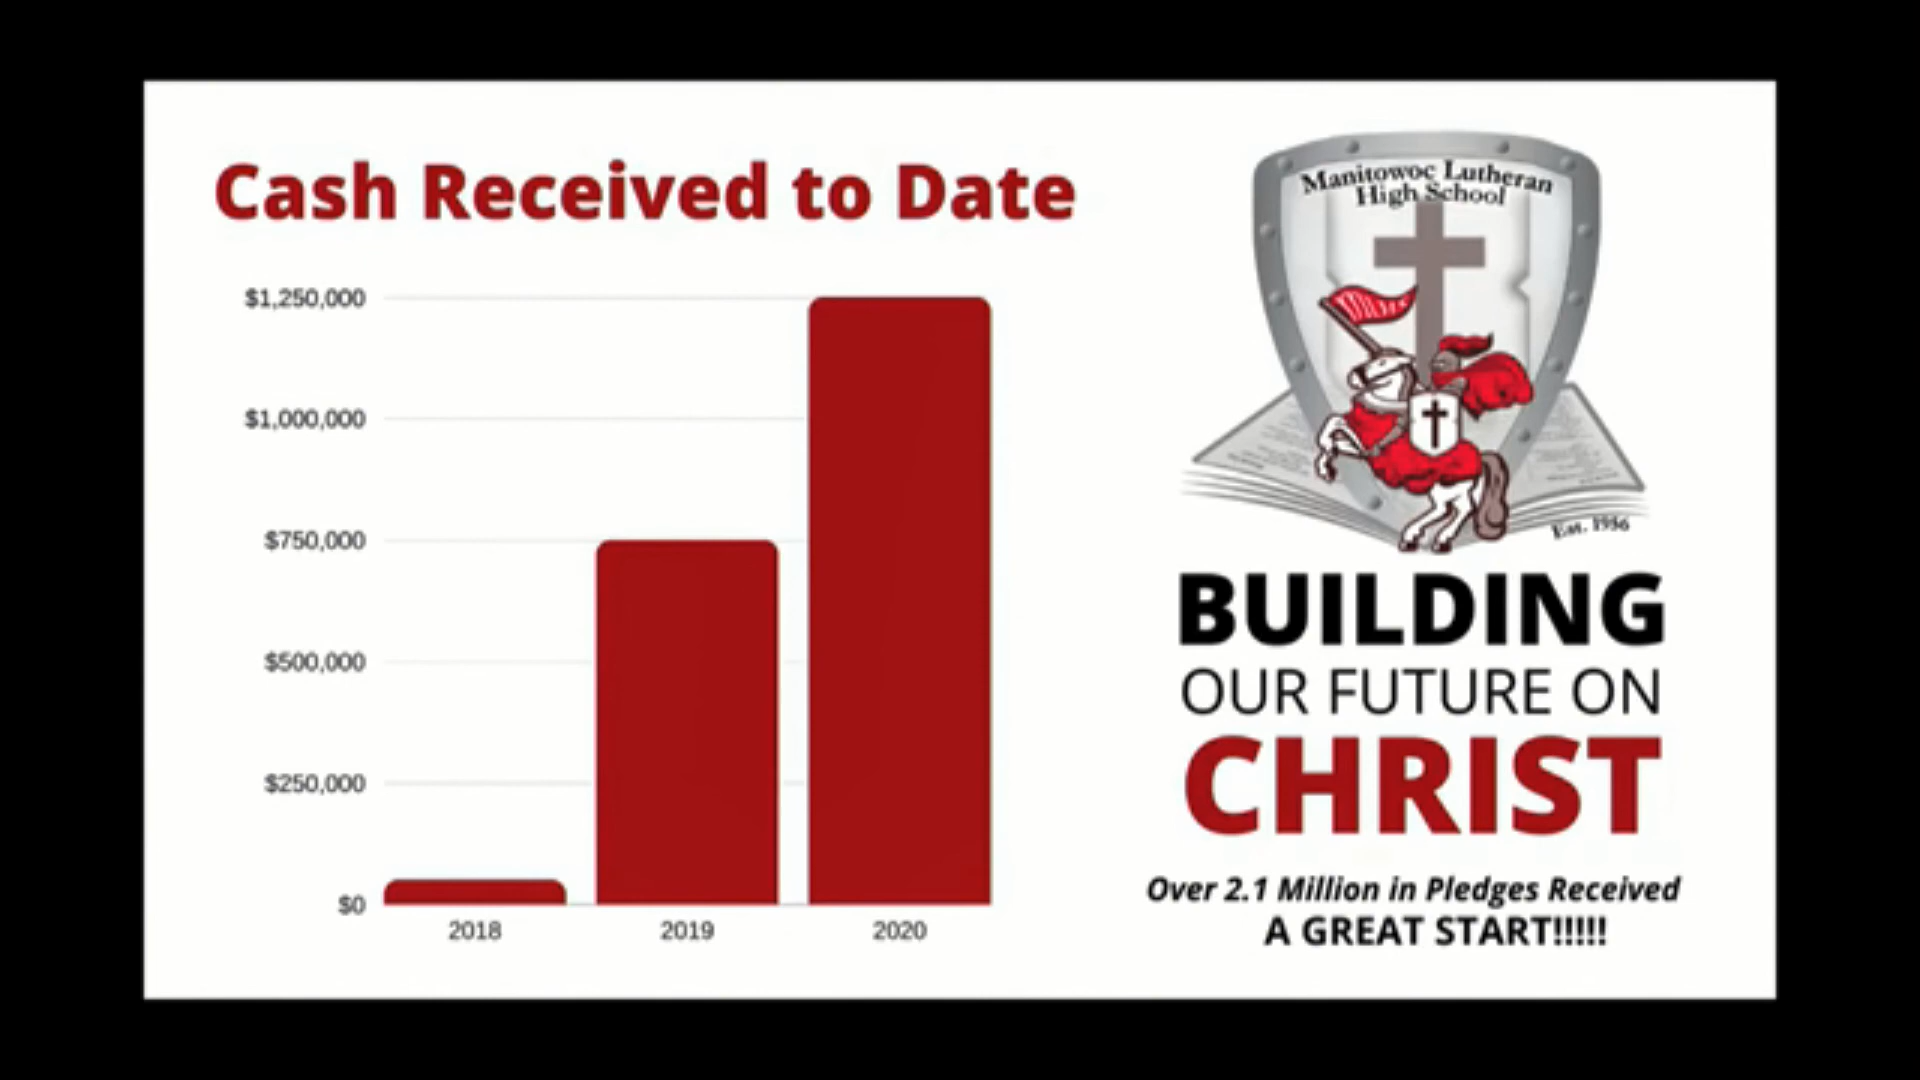 Cash Received to Date
$1,250,000
$1,000,000
$750,000
$500,000
$250,000
$0
2018 2019 2020
Manitowoc Lutheran
High School
Est. 1956
BUILDING
OUR FUTURE ON
CHRIST
Over 2.1 Million in Pledges Received
A GREAT START!!!!!